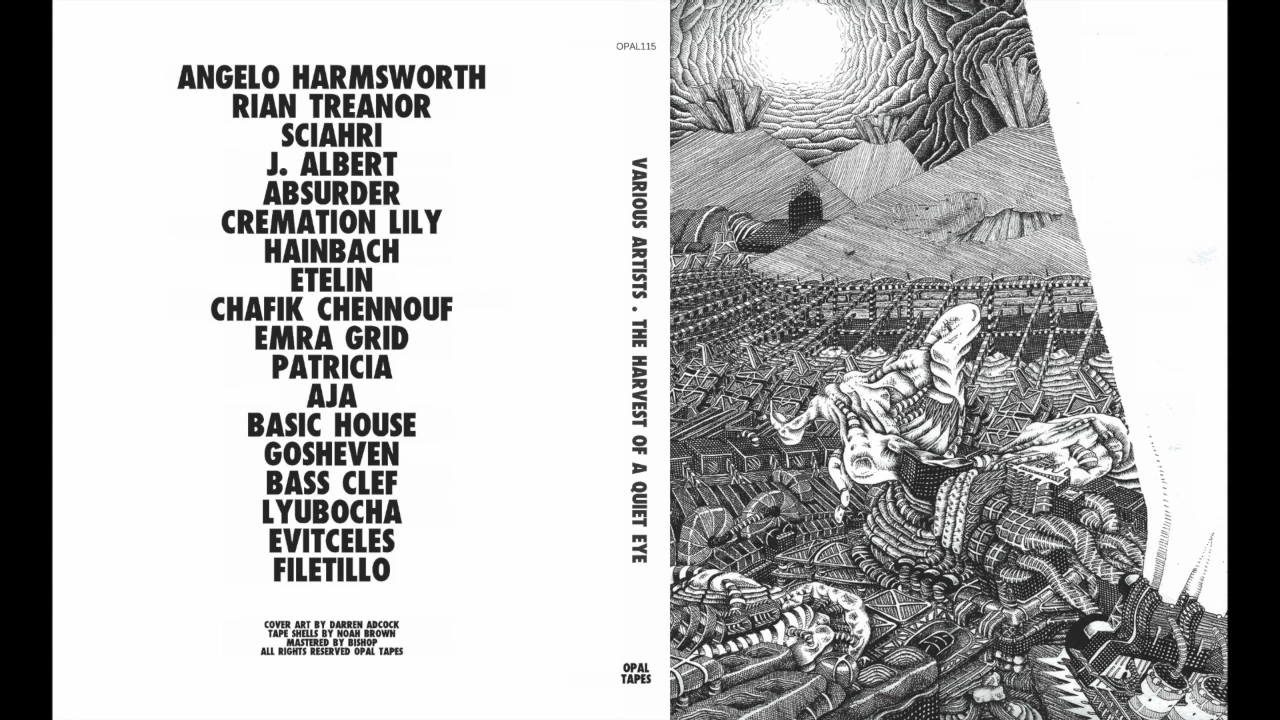 OPAL115
ANGELO HARMSWORTH
RIAN TREANOR
SCIAHRI
J. ALBERT
ABSURDER
CREMATION LILY
HAINBACH
ETELIN
CHAFIK CHENNOUF
EMRA GRID
PATRICIA
AJA
BASIC HOUSE
GOSHEVEN
BASS CLEF
LYUBOCHA
EVITCELES
FILETILLO
COVER ART BY DARREN ADCOCK
TAPE SHELLS BY NOAH BROWN
MASTERED BY BISHOP
ALL RIGHTS RESERVED OPAL TAPES
VARIOUS ARTISTS . THE HARVEST OF A QUIET EYE
OPAL
TAPES